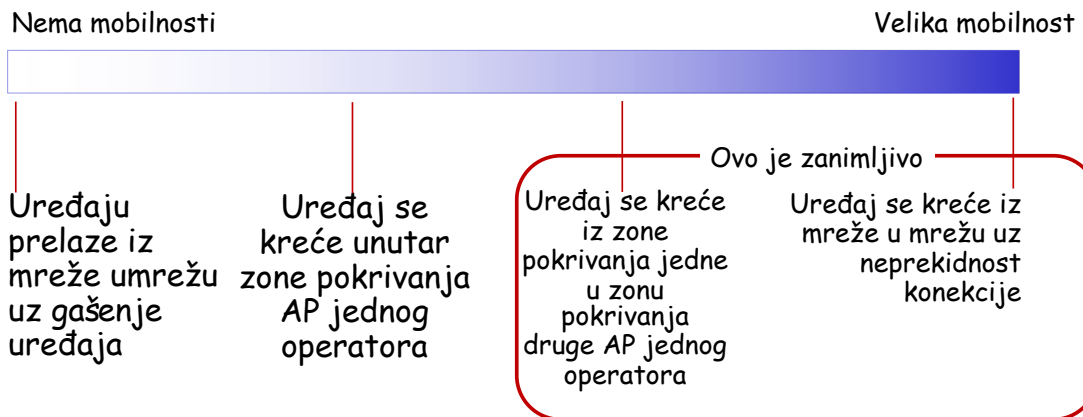 Nema mobilnosti
Velika mobilnost
Ovo je zanimljivo
Uređaju
prelaze iz
mreže umrežu
uz gašenje
uređaja
Uređaj se
kreće unutar
zone pokrivanja
AP jednog
operatora
Uređaj se kreće
iz zone
pokrivanja jedne
u zonu
pokrivanja
druge AP jednog
operatora
Uređaj se kreće iz
mreže u mrežu uz
neprekidnost
konekcije